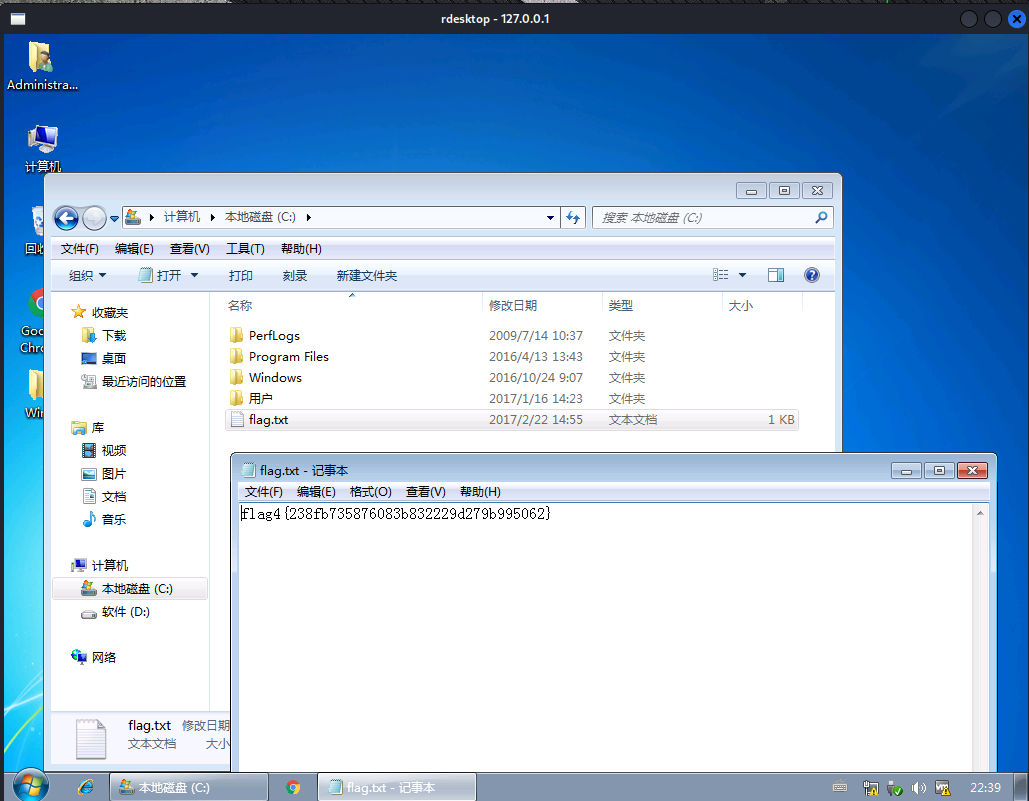 rdesktop - 127.0.0.1
Administra...
计算机
回收
Goo
Chro
Win
计算机 本地磁盘 (C:)
搜索 本地磁盘 (C:)
文件(F) 编辑(E) 查看(V) 工具(T) 帮助(H)
组织 打开 打印 刻录 新建文件夹
收藏夹
下载
桌面
最近访问的位置
库
视频
图片
文档
音乐
计算机
本地磁盘 (C:)
软件 (D:)
网络
名称 修改日期 类型 大小
PerfLogs 2009/7/14 10:37 文件夹
Program Files 2016/4/13 13:43 文件夹
Windows 2016/10/24 9:07 文件夹
用户 2017/1/16 14:23 文件夹
flag.txt 2017/2/22 14:55 文本文档 1 KB
flag.txt 修改日期
文本文档 大小
flag.txt - 记事本
文件(F) 编辑(E) 格式(O) 查看(V) 帮助(H)
flag4{238fb735876083b832229d279b995062}
本地磁盘 (C:)
flag.txt - 记事本
22:39